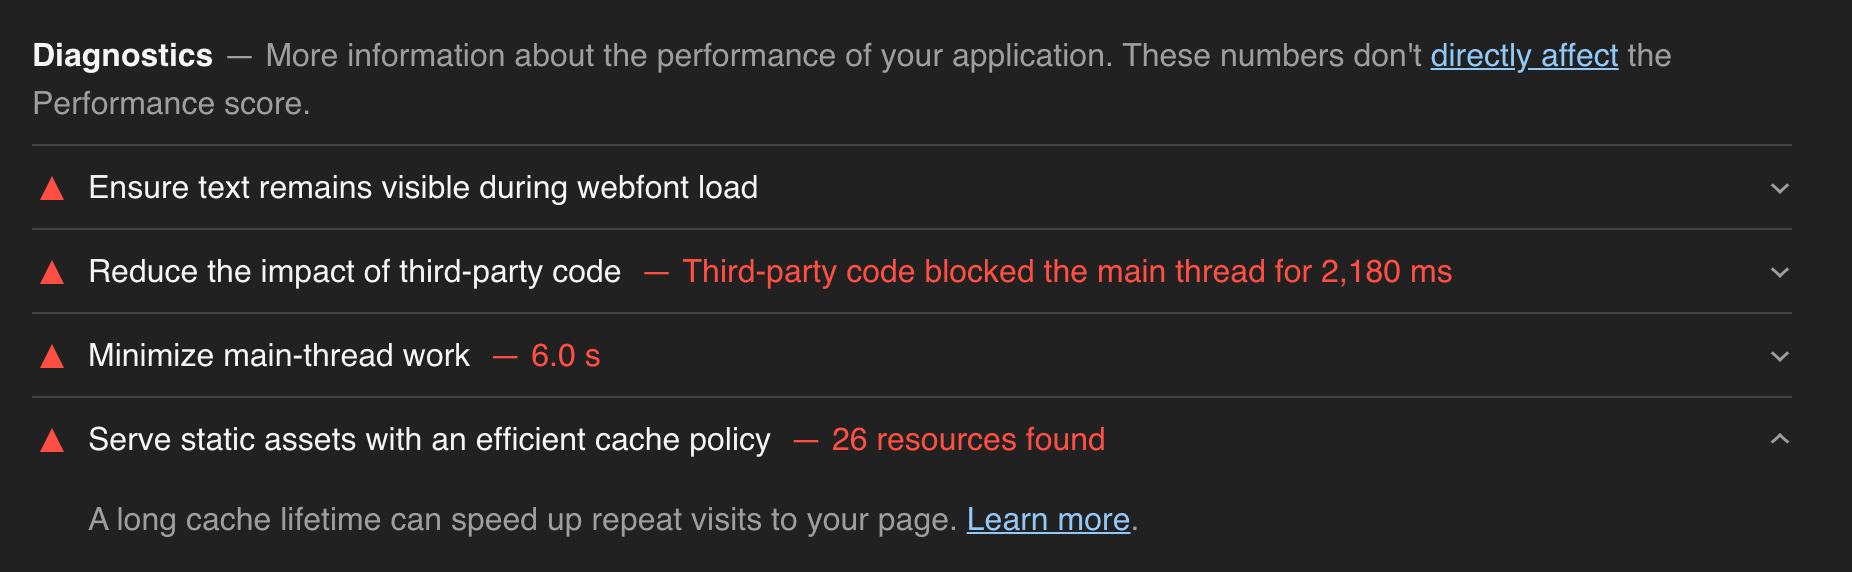 Diagnostics — More information about the performance of your application. These numbers don't directly affect the
Performance score.
Ensure text remains visible during webfont load
Reduce the impact of third-party code — Third-party code blocked the main thread for 2,180 ms
Minimize main-thread work — 6.0 s
Serve static assets with an efficient cache policy — 26 resources found
A long cache lifetime can speed up repeat visits to your page. Learn more.